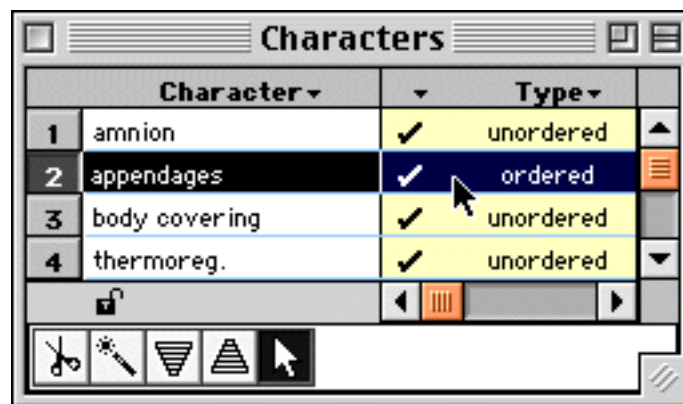 Characters
Character Type
1 amnion ✓ unordered
2 appendages ✓ ordered
3 body covering ✓ unordered
4 thermoreg. ✓ unordered